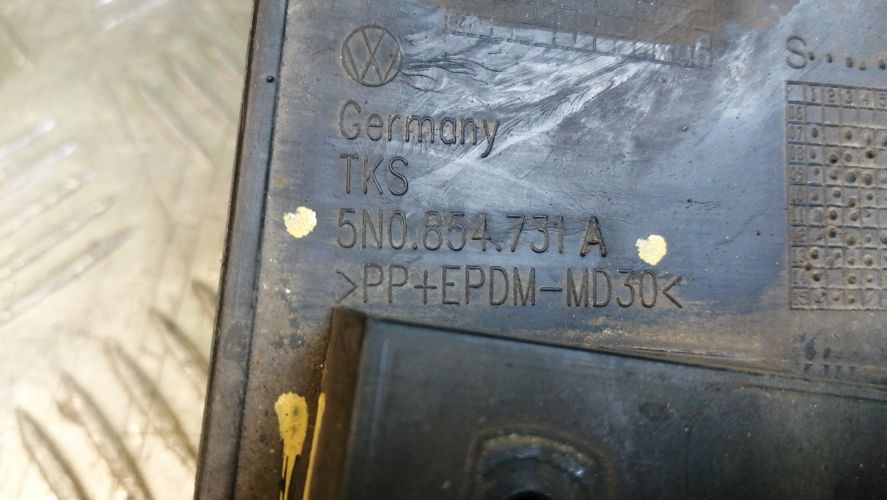 Germany
TKS
5N0.854.731 A
>PP+EPDM-MD30<
S